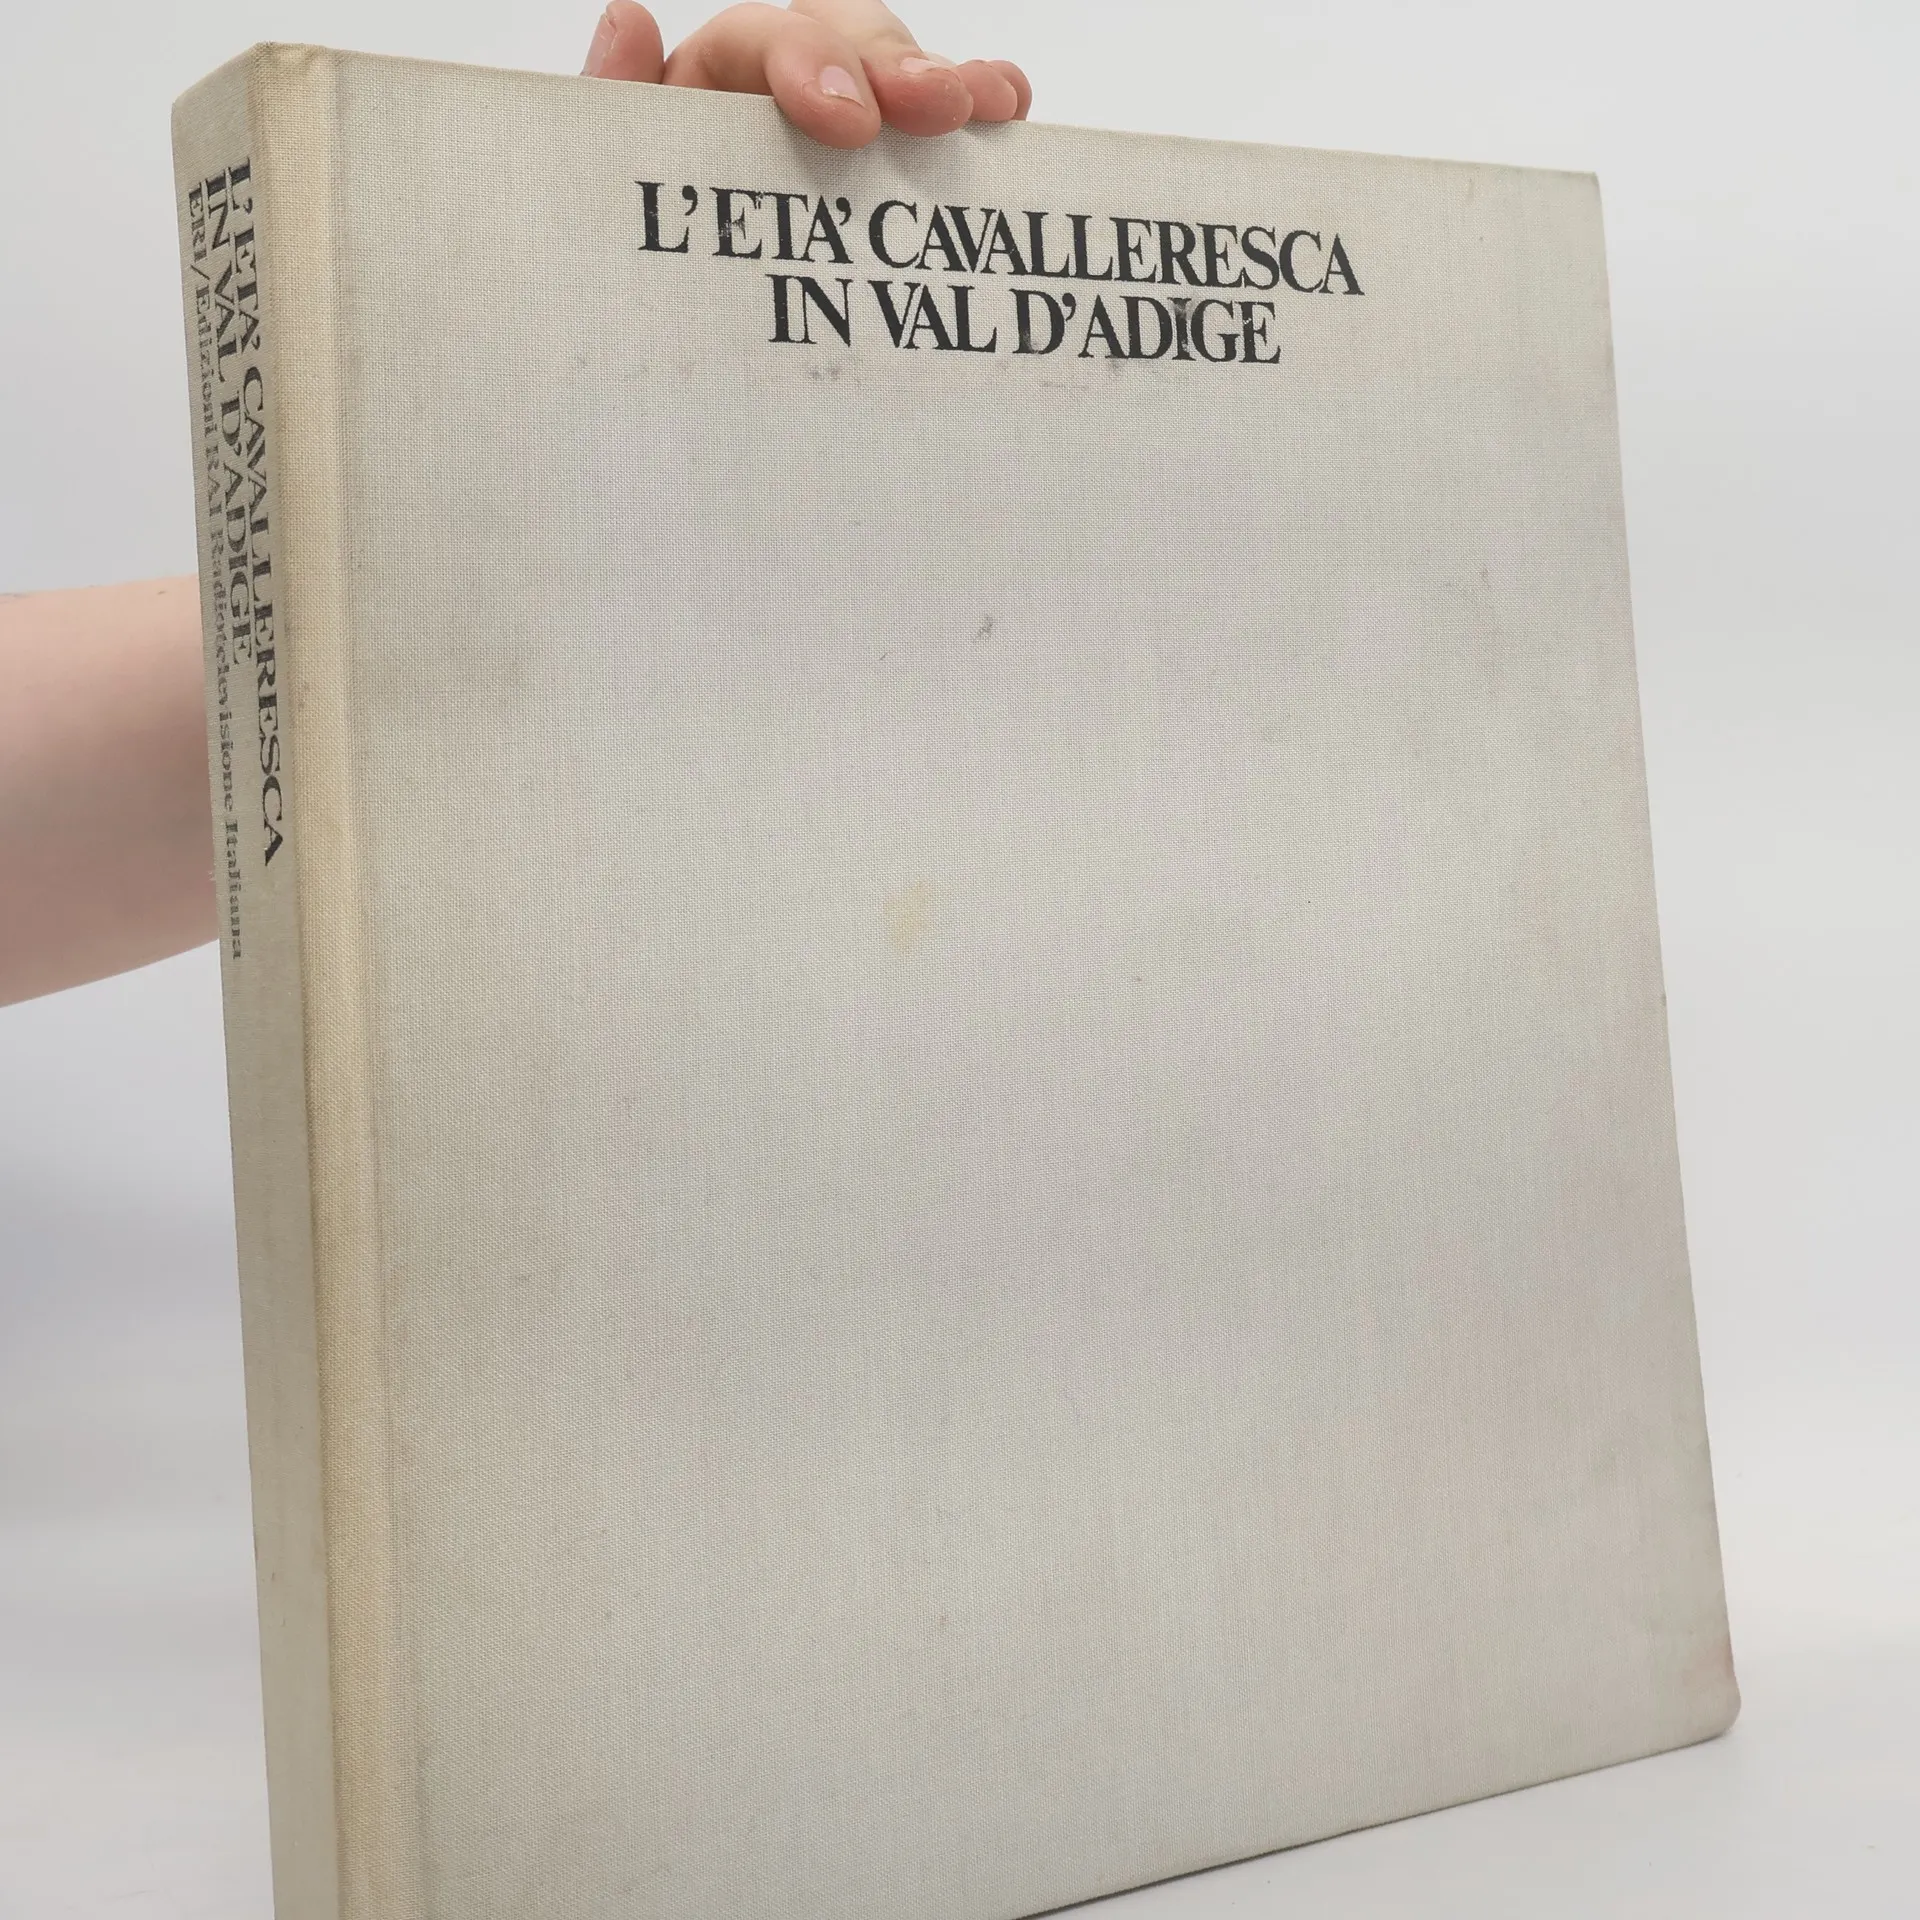 L'ETA' CAVALLERESCA
IN VAL D'ADIGE
L'ETA' CAVALLERESCA
IN VAL D'ADIGE
ERI/Edizioni RAI Radiotelevisione Italiana